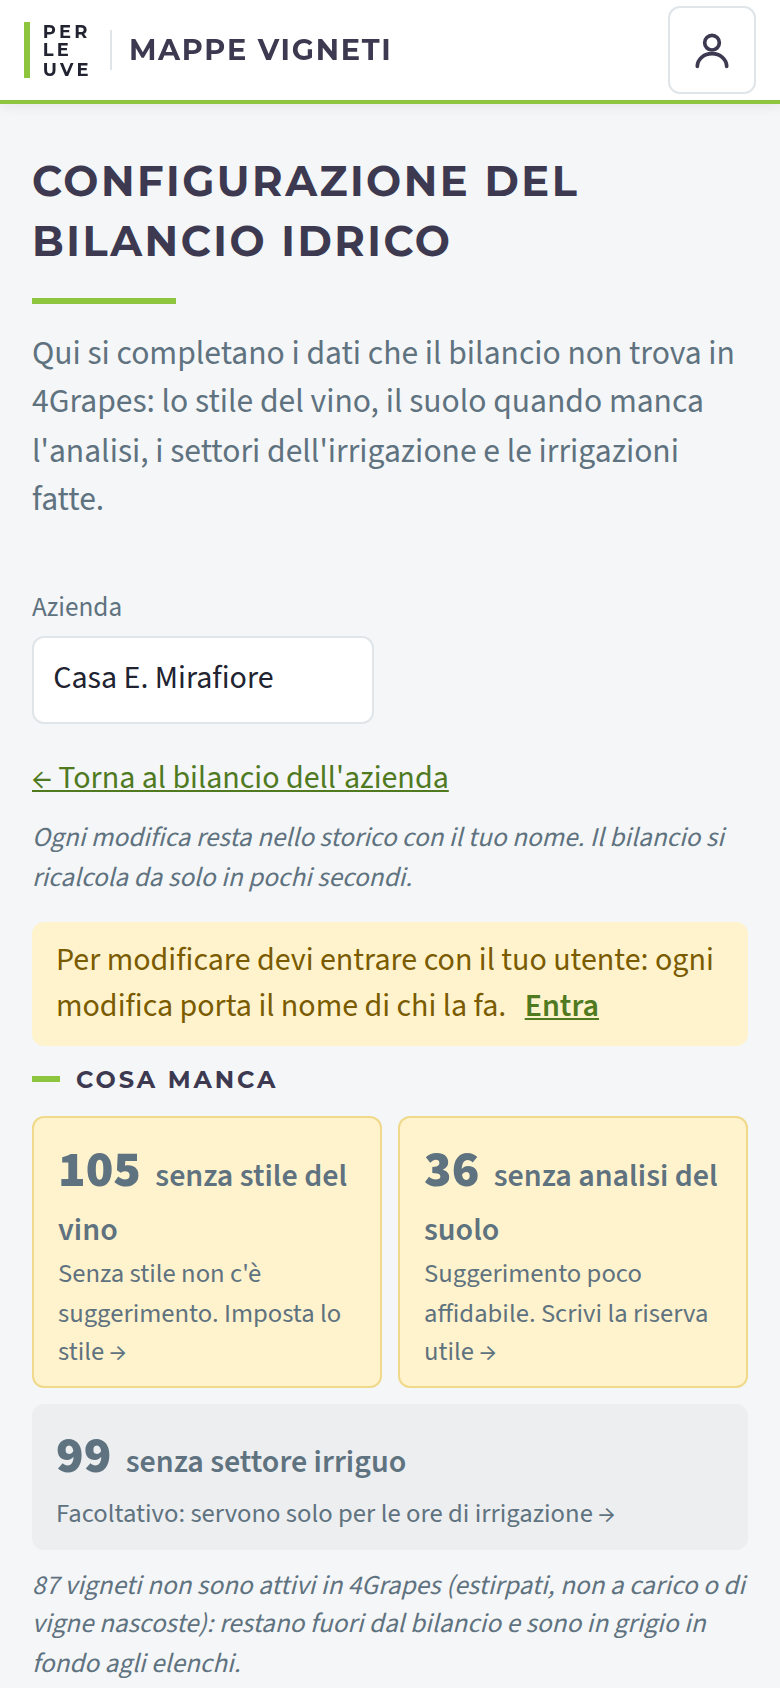 PER
LE
UVE
MAPPE VIGNETI
CONFIGURAZIONE DEL
BILANCIO IDRICO
Qui si completano i dati che il bilancio non trova in
4Grapes: lo stile del vino, il suolo quando manca
l'analisi, i settori dell'irrigazione e le irrigazioni
fatte.
Azienda
Casa E. Mirafiore
← Torna al bilancio dell'azienda
Ogni modifica resta nello storico con il tuo nome. Il bilancio si
ricalcola da solo in pochi secondi.
Per modificare devi entrare con il tuo utente: ogni
modifica porta il nome di chi la fa. Entra
COSA MANCA
105 senza stile del
vino
Senza stile non c'è
suggerimento. Imposta lo
stile →
36 senza analisi del
suolo
Suggerimento poco
affidabile. Scrivi la riserva
utile →
99 senza settore irriguo
Facoltativo: servono solo per le ore di irrigazione →
87 vigneti non sono attivi in 4Grapes (estirpati, non a carico o di
vigne nascoste): restano fuori dal bilancio e sono in grigio in
fondo agli elenchi.